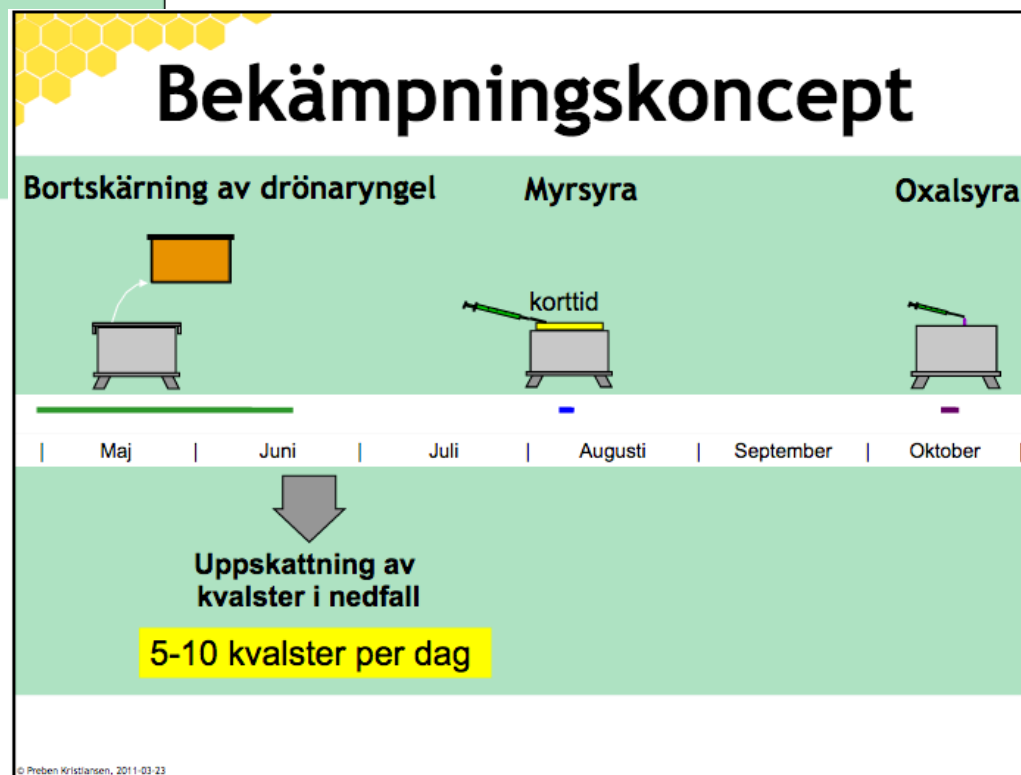 Bekämpningskoncept
Bortskärning av drönaryngel
Myrsyra
Oxalsyra
korttid
| Maj | Juni | Juli | Augusti | September | Oktober |
Uppskattning av
kvalster i nedfall
5-10 kvalster per dag
© Preben Kristiansen, 2011-03-23